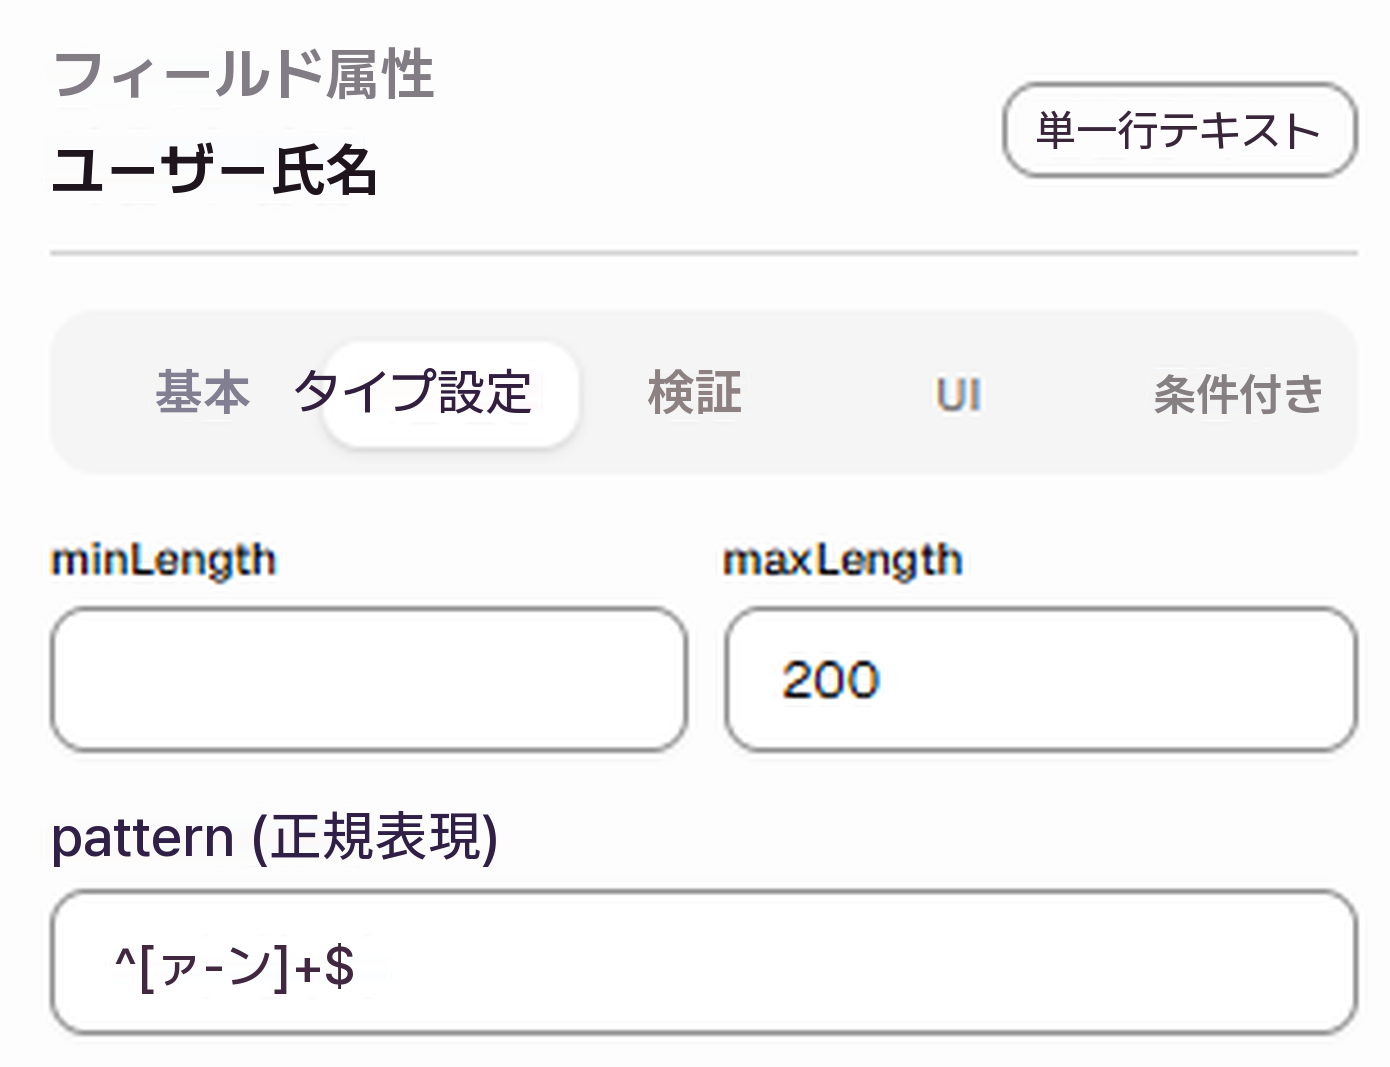 フィールド属性
ユーザー氏名
単一行テキスト
基本 タイプ設定 検証 UI 条件付き
minLength maxLength
200
pattern (正規表現)
^[ァ-ン]+$